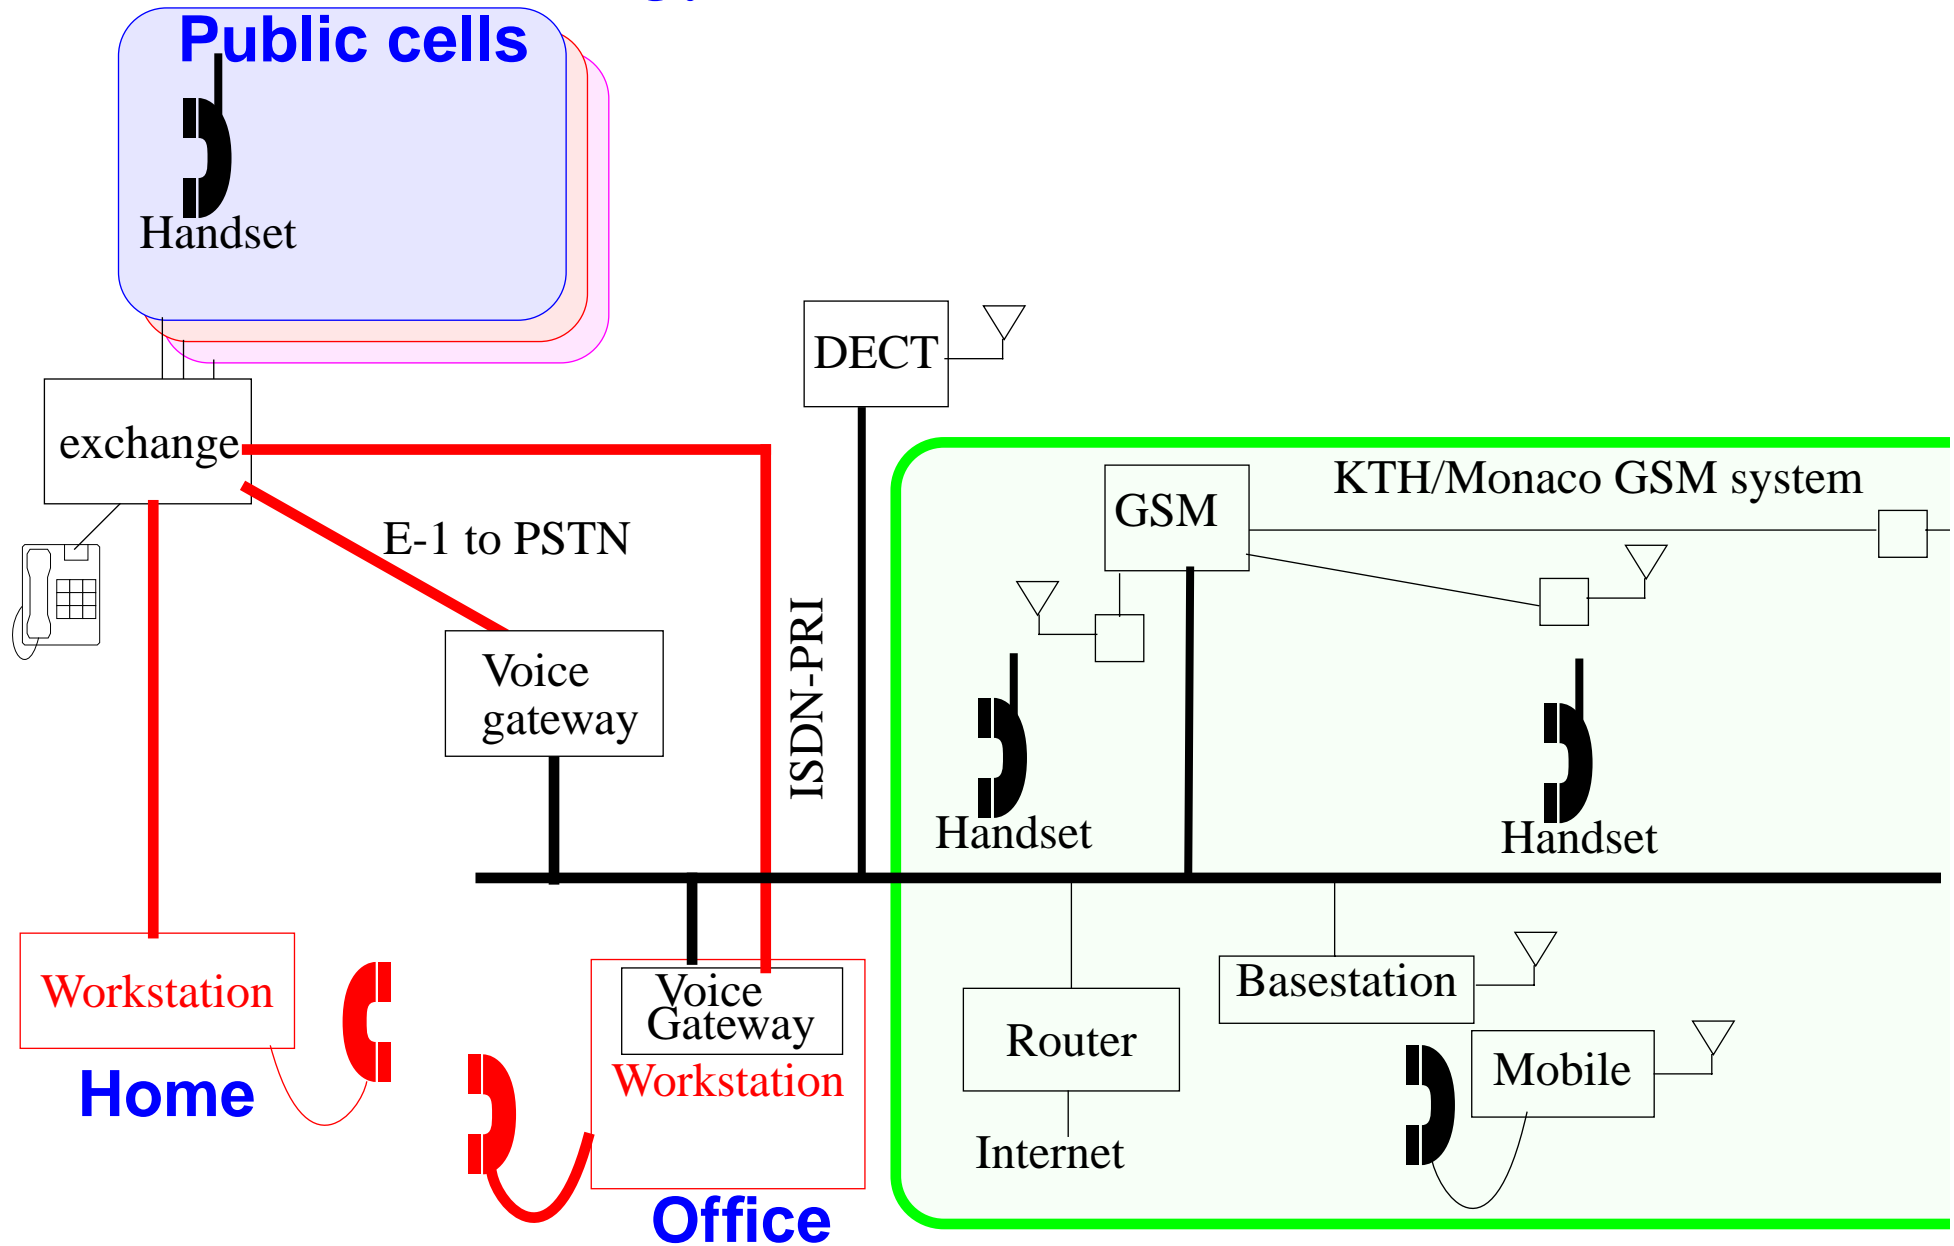 Public cells
Handset
DECT
exchange
KTH/Monaco GSM system
GSM
E-1 to PSTN
ISDN-PRI
Voice
gateway
Handset
Handset
Workstation
Voice
Gateway
Workstation
Basestation
Router
Mobile
Home
Internet
Office